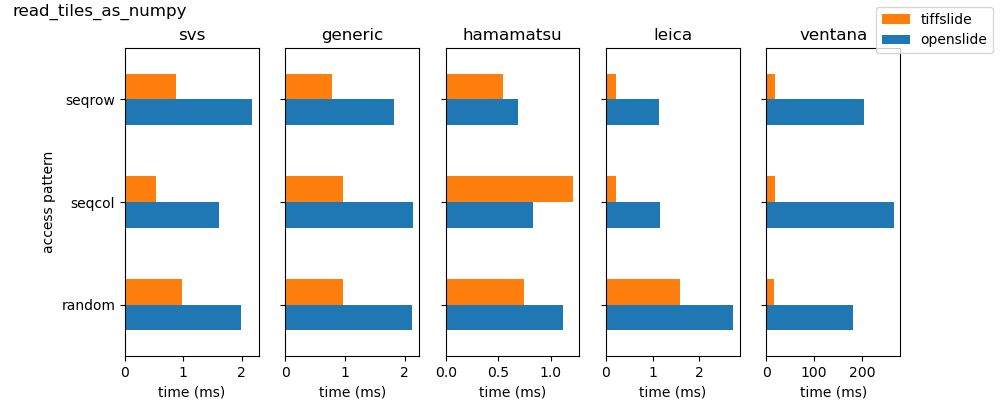 read_tiles_as_numpy
tiffslide
openslide
svs
generic
hamamatsu
leica
ventana
access pattern
seqrow
seqcol
random
0 1 2
0 1 2
0.0 0.5 1.0
0 1 2
0 100 200
time (ms)
time (ms)
time (ms)
time (ms)
time (ms)